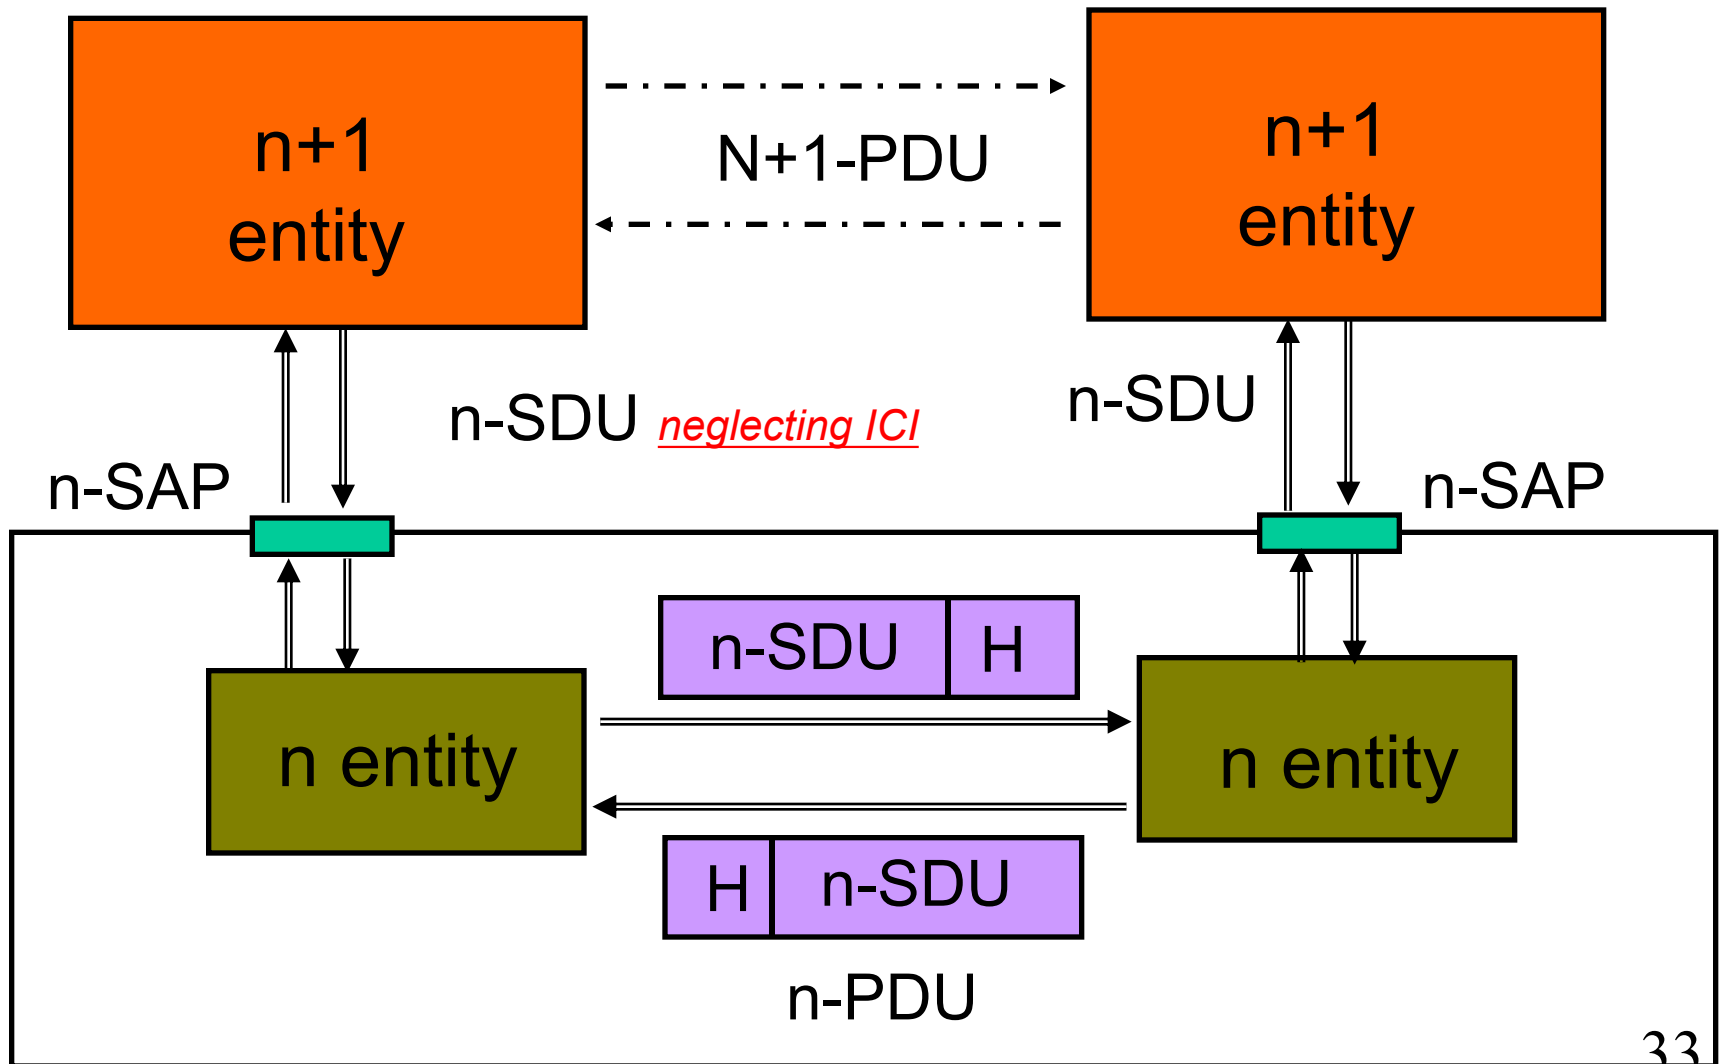 n+1
entity
N+1-PDU
n+1
entity
n-SDU neglecting ICI
n-SDU
n-SAP
n-SAP
n-SDU H
n entity
n entity
H n-SDU
n-PDU
33